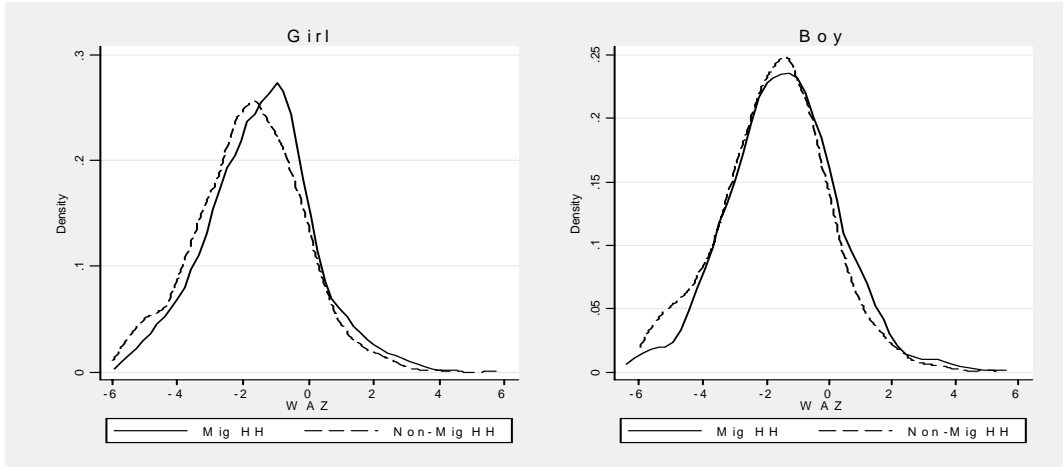 Girl
.3
.2
.1
0
Density
-6 -4 -2 0 2 4 6
WAZ
Mig HH Non-Mig HH
Boy
.25
.2
.15
.1
.05
0
Density
-6 -4 -2 0 2 4 6
WAZ
Mig HH Non-Mig HH